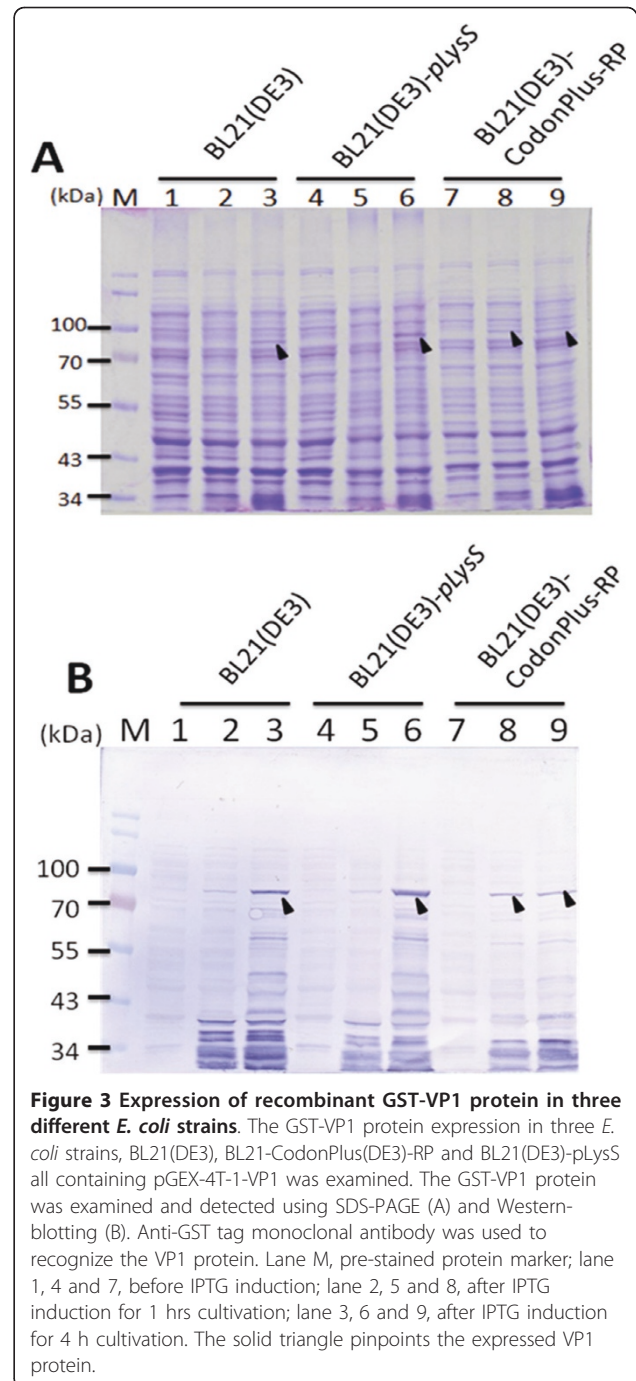 BL21(DE3)
BL21(DE3)-pLysS
BL21(DE3)-
CodonPlus-RP
A
(kDa) M 1 2 3 4 5 6 7 8 9
100
70
55
43
34
BL21(DE3)
BL21(DE3)-pLysS
BL21(DE3)-
CodonPlus-RP
B
(kDa) M 1 2 3 4 5 6 7 8 9
100
70
55
43
34
Figure 3 Expression of recombinant GST-VP1 protein in three
different E. coli strains. The GST-VP1 protein expression in three E.
coli strains, BL21(DE3), BL21-CodonPlus(DE3)-RP and BL21(DE3)-pLysS
all containing pGEX-4T-1-VP1 was examined. The GST-VP1 protein
was examined and detected using SDS-PAGE (A) and Western-
blotting (B). Anti-GST tag monoclonal antibody was used to
recognize the VP1 protein. Lane M, pre-stained protein marker; lane
1, 4 and 7, before IPTG induction; lane 2, 5 and 8, after IPTG
induction for 1 hrs cultivation; lane 3, 6 and 9, after IPTG induction
for 4 h cultivation. The solid triangle pinpoints the expressed VP1
protein.